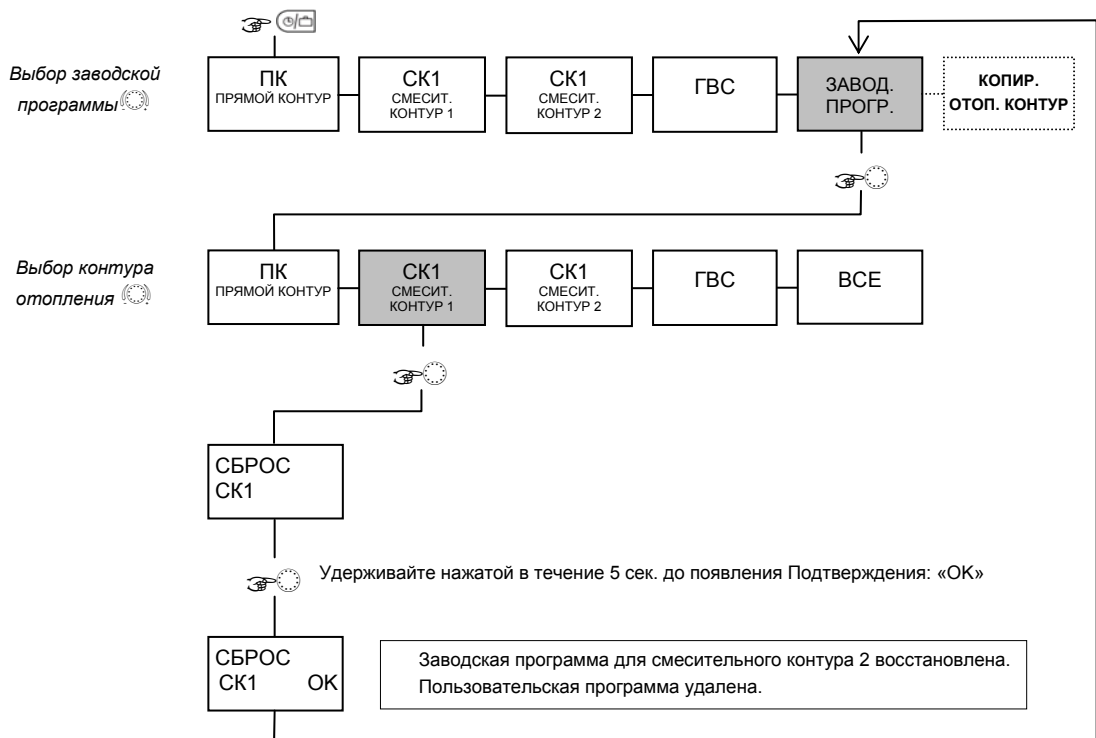 Выбор заводской
программы
ПК
ПРЯМОЙ КОНТУР
СК1
СМЕСИТ.
КОНТУР 1
СК1
СМЕСИТ.
КОНТУР 2
ГВС
ЗАВОД.
ПРОГР.
КОПИР.
ОТОП. КОНТУР
Выбор контура
отопления
ПК
ПРЯМОЙ КОНТУР
СК1
СМЕСИТ.
КОНТУР 1
СК1
СМЕСИТ.
КОНТУР 2
ГВС
ВСЕ
СБРОС
СК1
Удерживайте нажатой в течение 5 сек. до появления Подтверждения: «OK»
СБРОС
СК1 OK
Заводская программа для смесительного контура 2 восстановлена.
Пользовательская программа удалена.